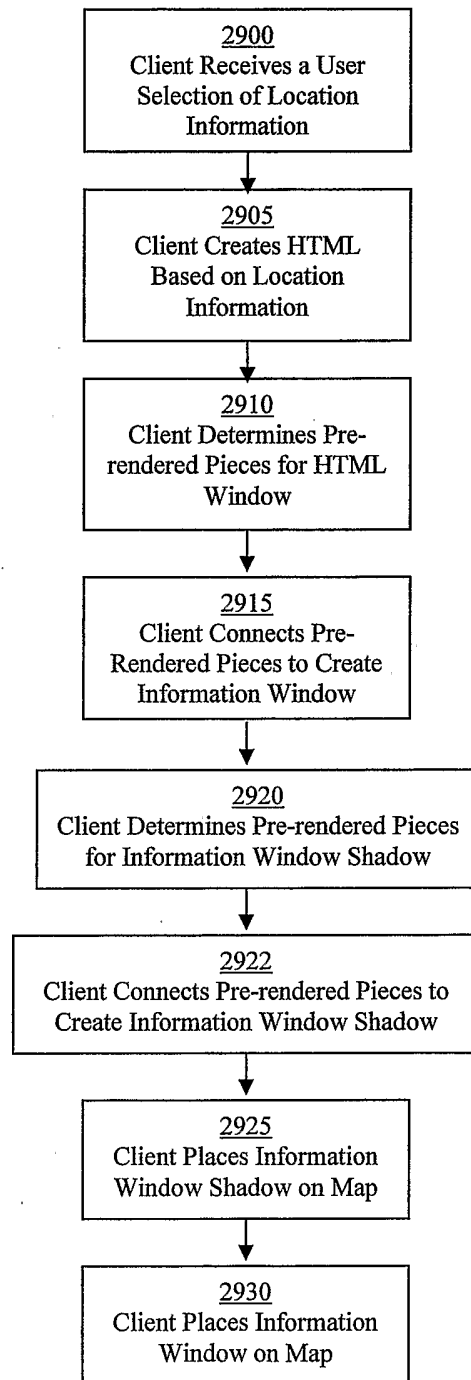 2900
Client Receives a User
Selection of Location
Information
2905
Client Creates HTML
Based on Location
Information
2910
Client Determines Pre-
rendered Pieces for HTML
Window
2915
Client Connects Pre-
Rendered Pieces to Create
Information Window
2920
Client Determines Pre-rendered Pieces
for Information Window Shadow
2922
Client Connects Pre-rendered Pieces to
Create Information Window Shadow
2925
Client Places Information
Window Shadow on Map
2930
Client Places Information
Window on Map